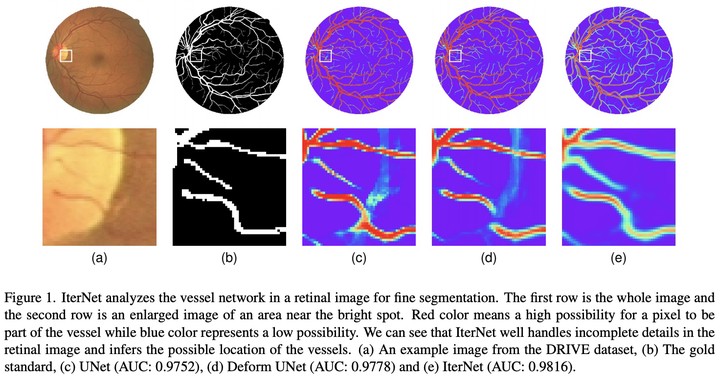 (a) (b) (c) (d) (e)
Figure 1. IterNet analyzes the vessel network in a retinal image for fine segmentation. The first row is the whole image and
the second row is an enlarged image of an area near the bright spot. Red color means a high possibility for a pixel to be
part of the vessel while blue color represents a low possibility. We can see that IterNet well handles incomplete details in the
retinal image and infers the possible location of the vessels. (a) An example image from the DRIVE dataset, (b) The gold
standard, (c) UNet (AUC: 0.9752), (d) Deform UNet (AUC: 0.9778) and (e) IterNet (AUC: 0.9816).